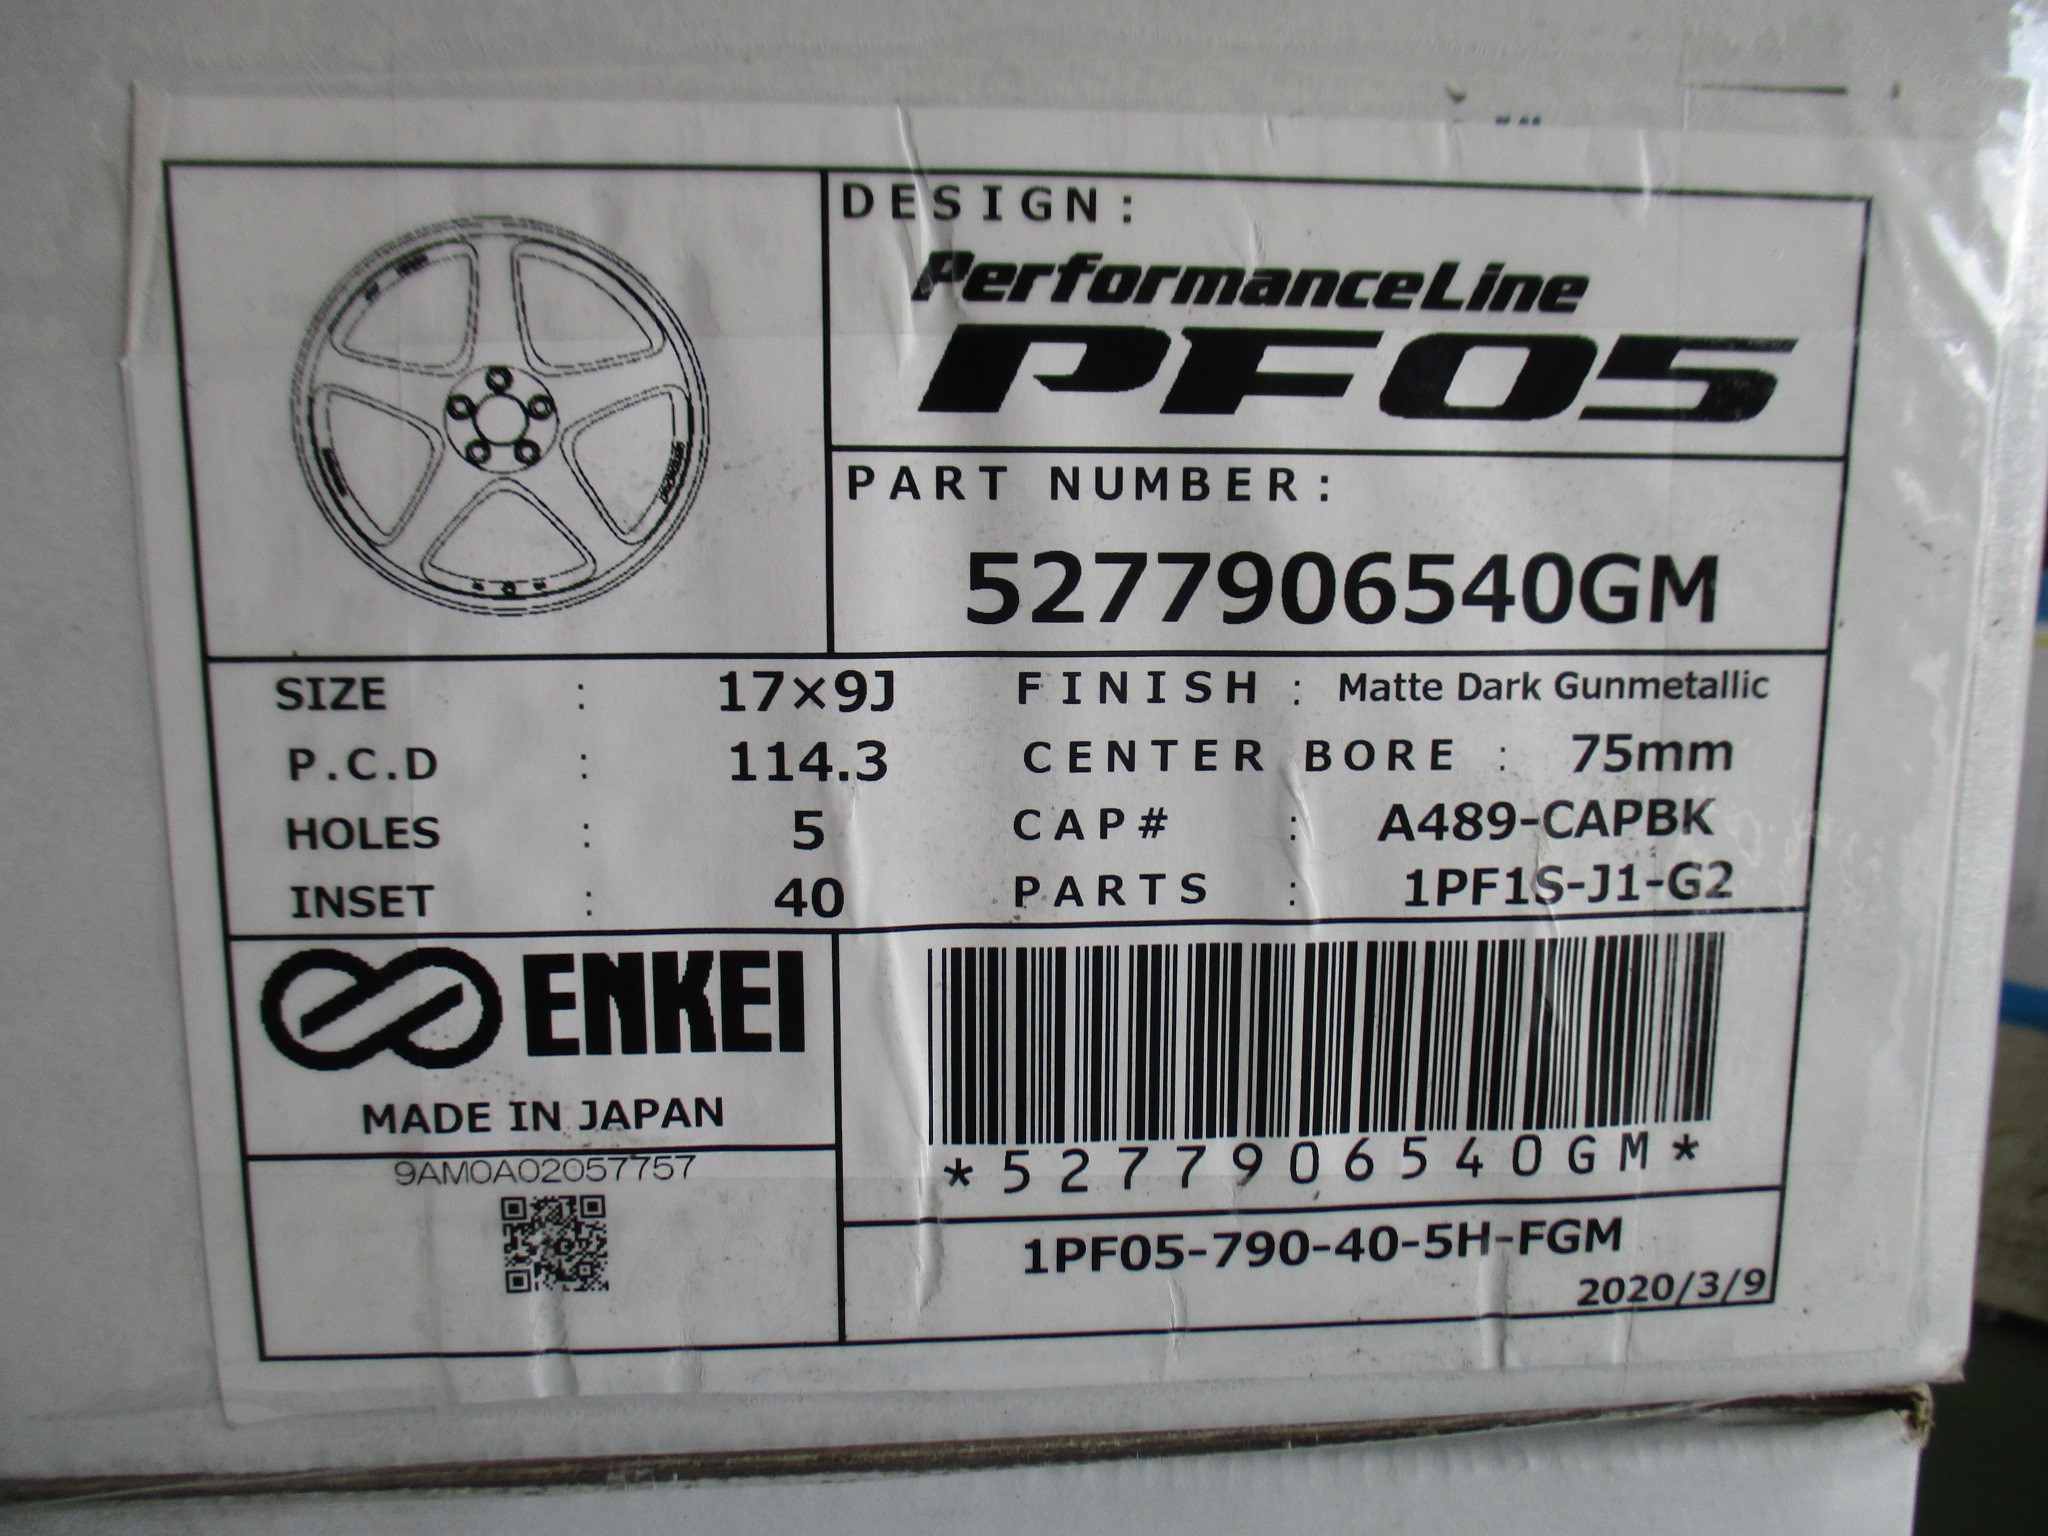 DESIGN:
PerformanceLine
PF05
PART NUMBER:
5277906540GM
SIZE : 17×9J FINISH : Matte Dark Gunmetallic
P.C.D : 114.3 CENTER BORE : 75mm
HOLES : 5 CAP# : A489-CAPBK
INSET : 40 PARTS : 1PF1S-J1-G2
ENKEI
MADE IN JAPAN
9AM0A02057757
*5277906540GM*
1PF05-790-40-5H-FGM
2020/3/9